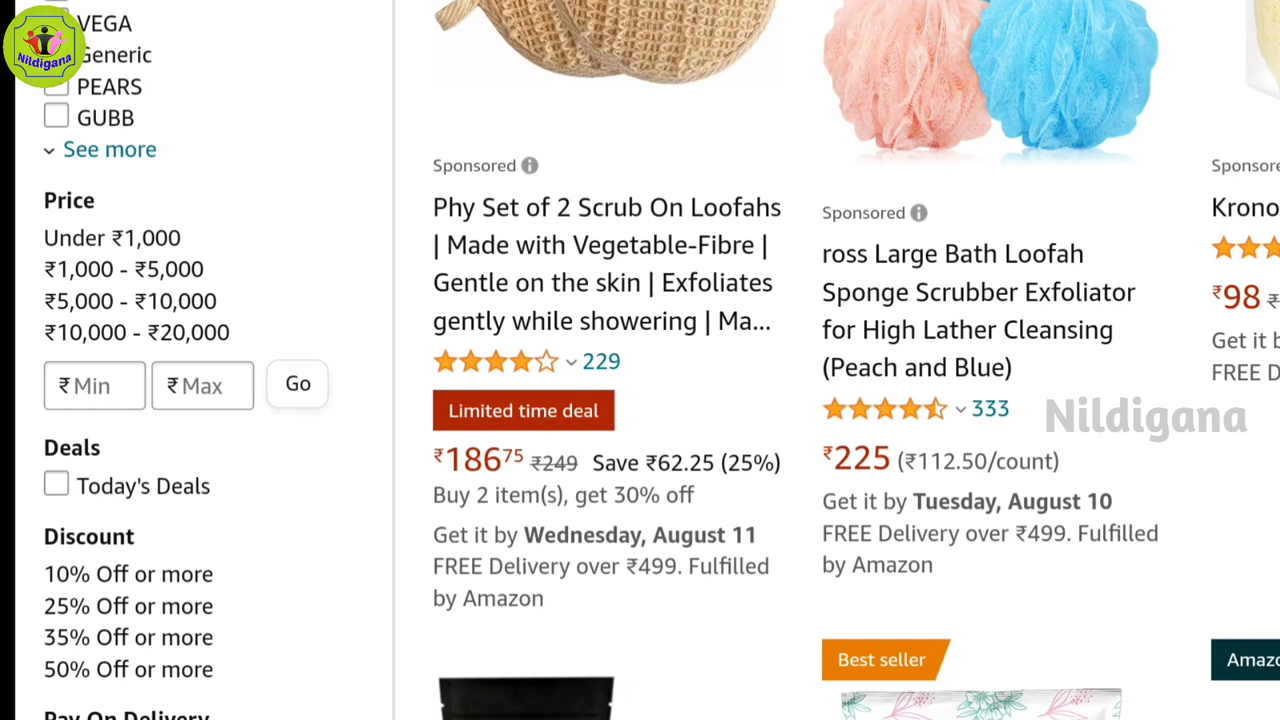 VEGA
Generic
PEARS
GUBB
See more
Price
Under ₹1,000
₹1,000 - ₹5,000
₹5,000 - ₹10,000
₹10,000 - ₹20,000
₹ Min
₹ Max
Go
Deals
Today's Deals
Discount
10% Off or more
25% Off or more
35% Off or more
50% Off or more
Pay On Delivery
Nildigana
Sponsored
Phy Set of 2 Scrub On Loofahs
| Made with Vegetable-Fibre |
Gentle on the skin | Exfoliates
gently while showering | Ma...
229
Limited time deal
₹186⁷⁵ ₹249 Save ₹62.25 (25%)
Buy 2 item(s), get 30% off
Get it by Wednesday, August 11
FREE Delivery over ₹499. Fulfilled
by Amazon
Sponsored
ross Large Bath Loofah
Sponge Scrubber Exfoliator
for High Lather Cleansing
(Peach and Blue)
333
₹225 (₹112.50/count)
Get it by Tuesday, August 10
FREE Delivery over ₹499. Fulfilled
by Amazon
Best seller
Nildigana
Sponsore
Krono
₹98 ₹
Get it b
FREE D
Amazo